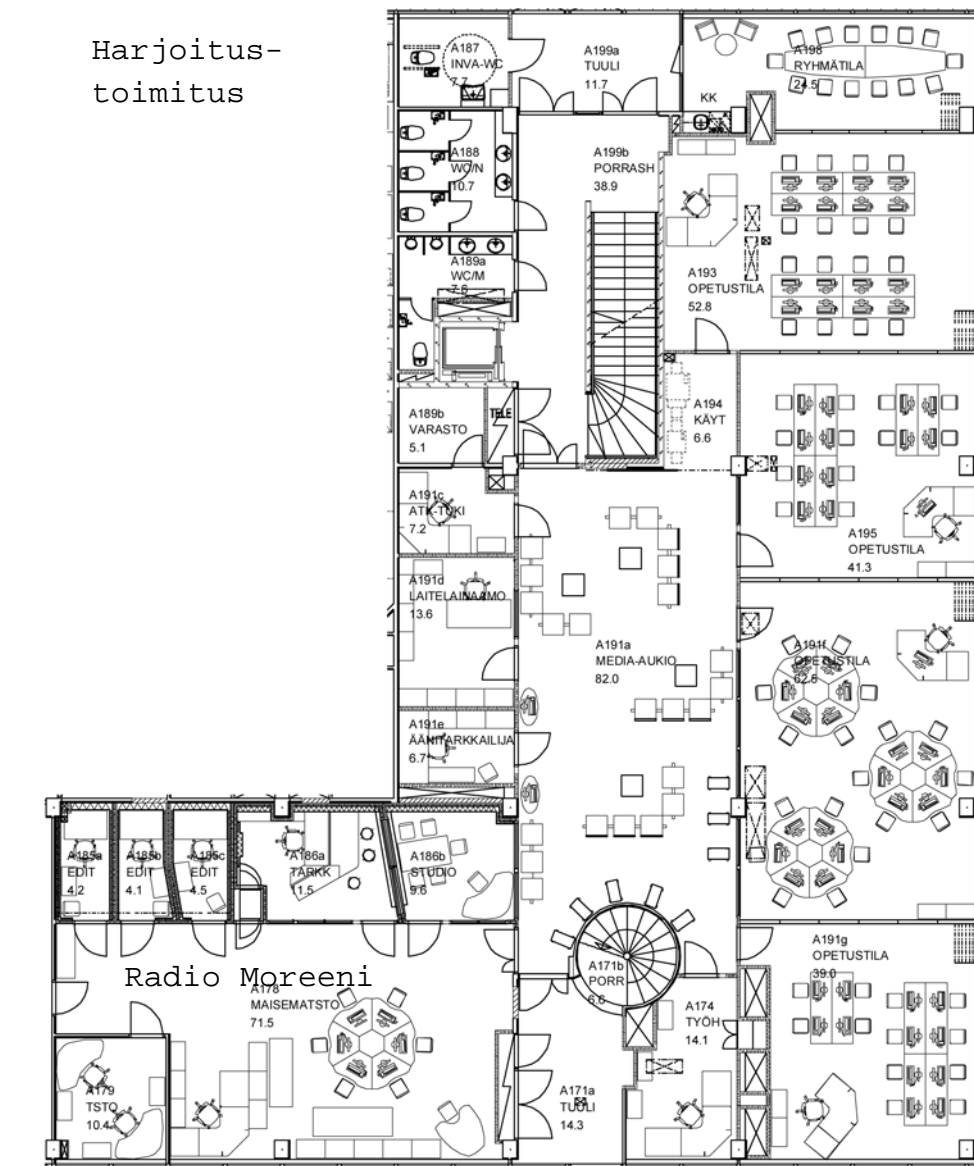 Harjoitus-
toimitus
A187
INVA-WC
7.7
A199a
TUULI
11.7
A198
RYHMÄTILA
24.5
KK
A188
WC/N
10.7
A199b
PORRASH
38.9
A189a
WC/M
7.6
A193
OPETUSTILA
52.8
A189b
VARASTO
5.1
TELE
A194
KÄYT
6.6
A191c
ATK-TUKI
7.2
A195
OPETUSTILA
41.3
A191d
LAITELAINAAMO
13.6
A191a
MEDIA-AUKIO
82.0
A191f
OPETUSTILA
62.5
A191e
ÄÄNITARKKAILIJA
6.7
A185a
EDIT
4.2
A185b
EDIT
4.1
A185c
EDIT
4.5
A186a
TARKK
11.5
A186b
STUDIO
9.6
Radio Moreeni
A178
MAISEMATSTO
71.5
A171b
PORR
6.6
A191g
OPETUSTILA
39.0
A174
TYÖH
14.1
A179
TSTO
10.4
A171a
TUULI
14.3